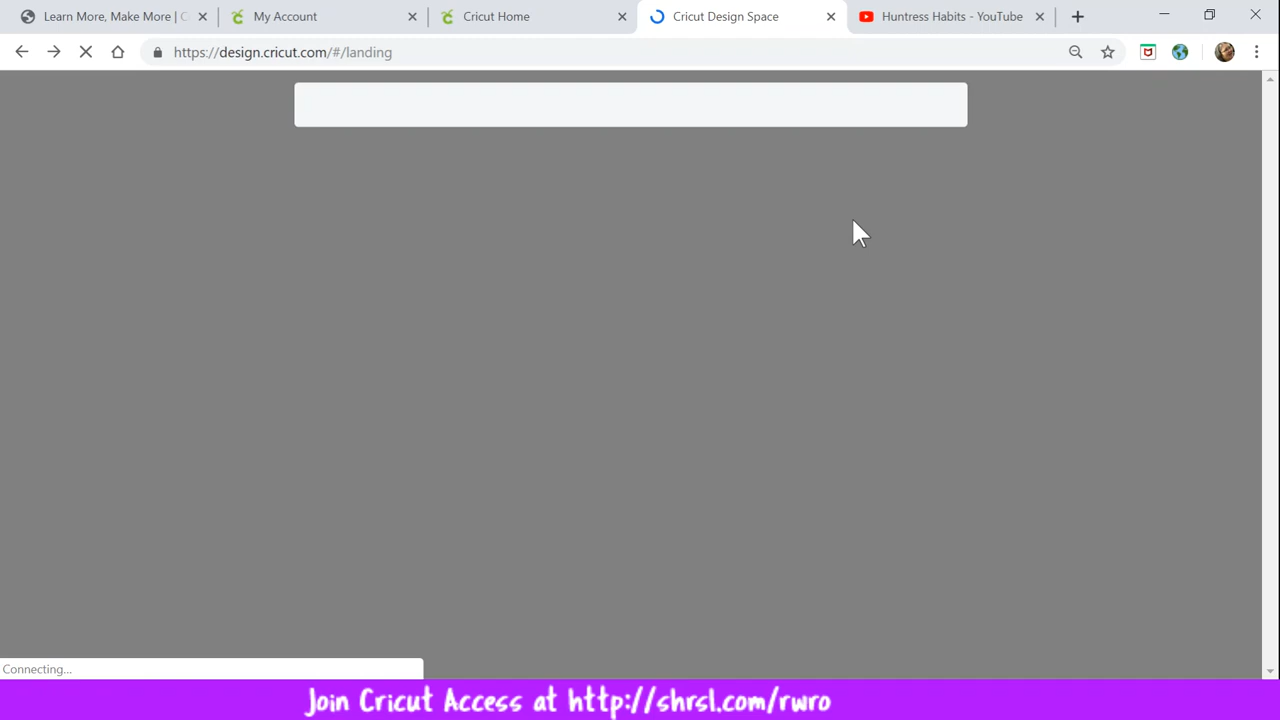 Learn More, Make More | C
My Account
Cricut Home
Cricut Design Space
Huntress Habits - YouTube
https://design.cricut.com/#/landing
Connecting...
Join Cricut Access at http://shrsl.com/rwro